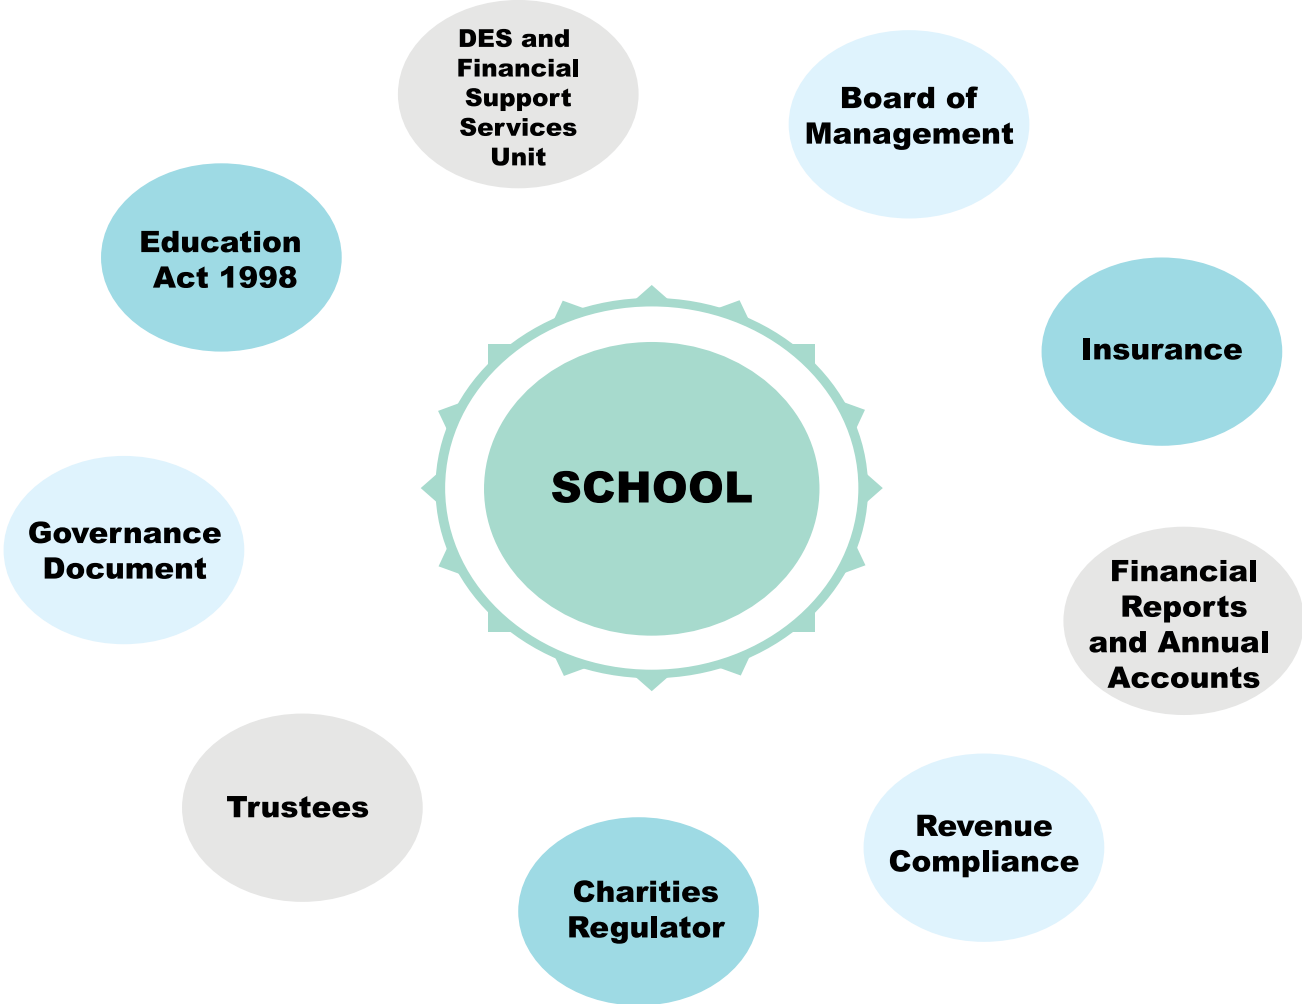 DES and
Financial
Support
Services
Unit
Board of
Management
Education
Act 1998
Insurance
SCHOOL
Governance
Document
Financial
Reports
and Annual
Accounts
Trustees
Revenue
Compliance
Charities
Regulator